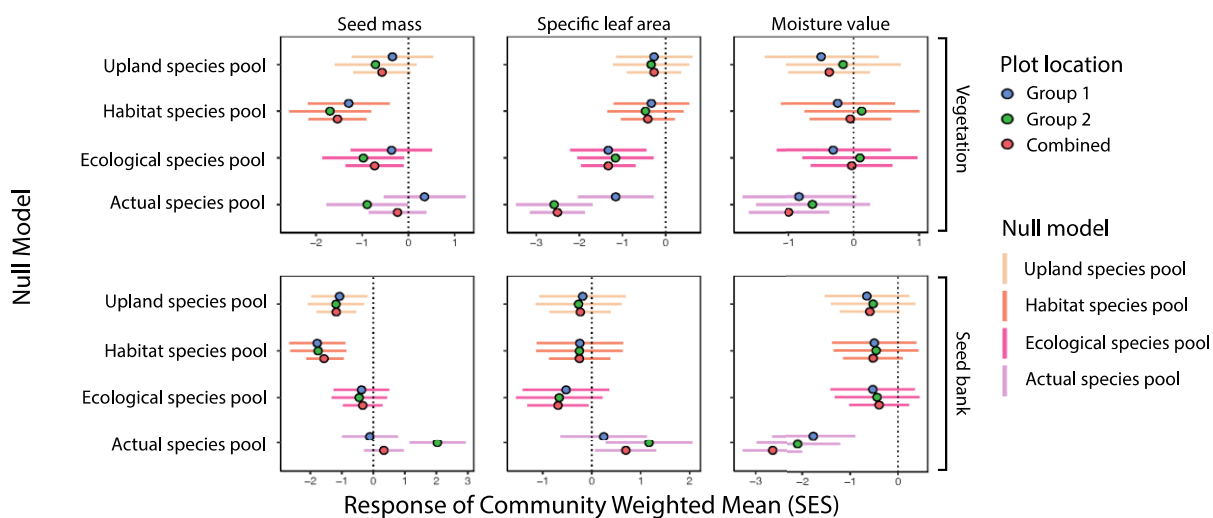 Seed mass
Specific leaf area
Moisture value
Null Model
Upland species pool
Habitat species pool
Ecological species pool
Actual species pool
−2 −1 0 1
−3 −2 −1 0
−1 0 1
Vegetation
Upland species pool
Habitat species pool
Ecological species pool
Actual species pool
−2 −1 0 1 2 3
−1 0 1 2
−3 −2 −1 0
Seed bank
Response of Community Weighted Mean (SES)
Plot location
Group 1
Group 2
Combined
Null model
Upland species pool
Habitat species pool
Ecological species pool
Actual species pool